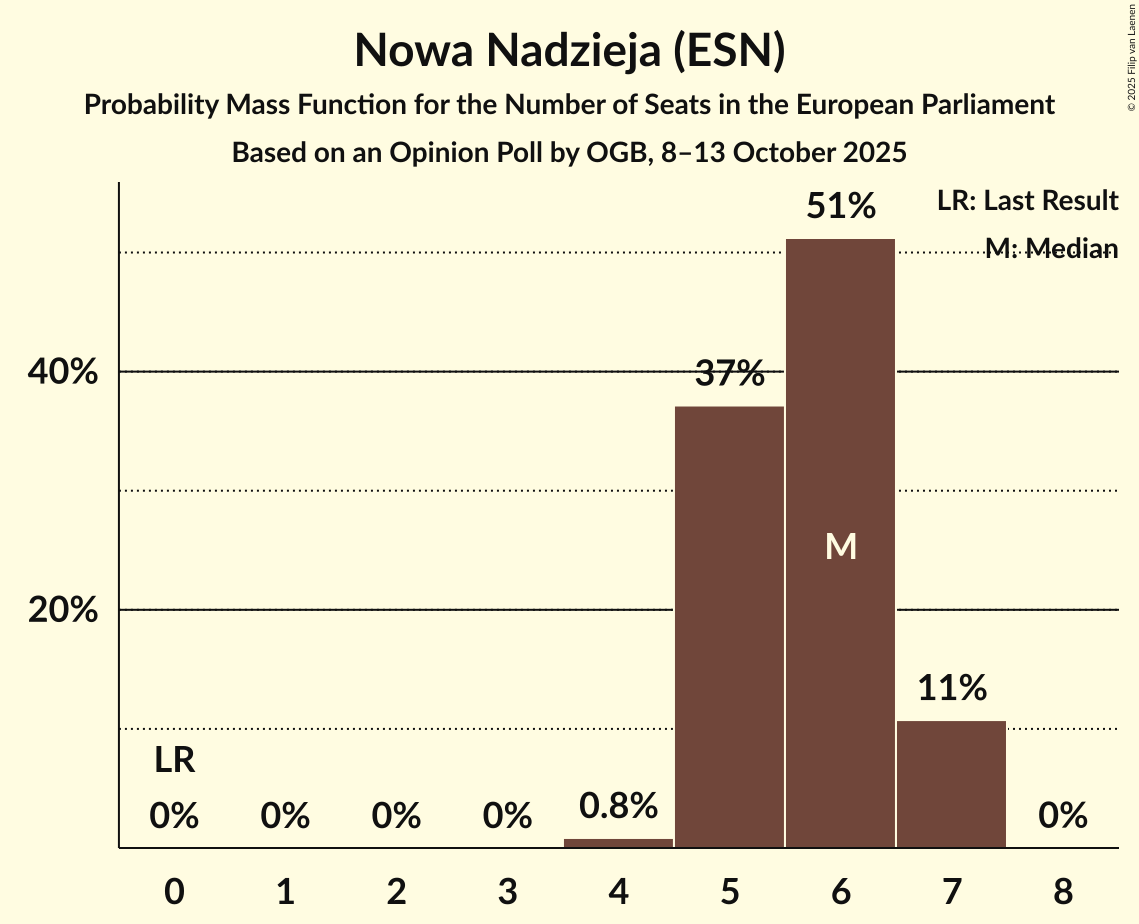 Nowa Nadzieja (ESN)
Probability Mass Function for the Number of Seats in the European Parliament
Based on an Opinion Poll by OGB, 8–13 October 2025
© 2025 Filip van Laenen
LR: Last Result
M: Median
51%
40%
37%
M
20%
11%
LR
0% 0% 0% 0% 0.8% 0%
0 1 2 3 4 5 6 7 8